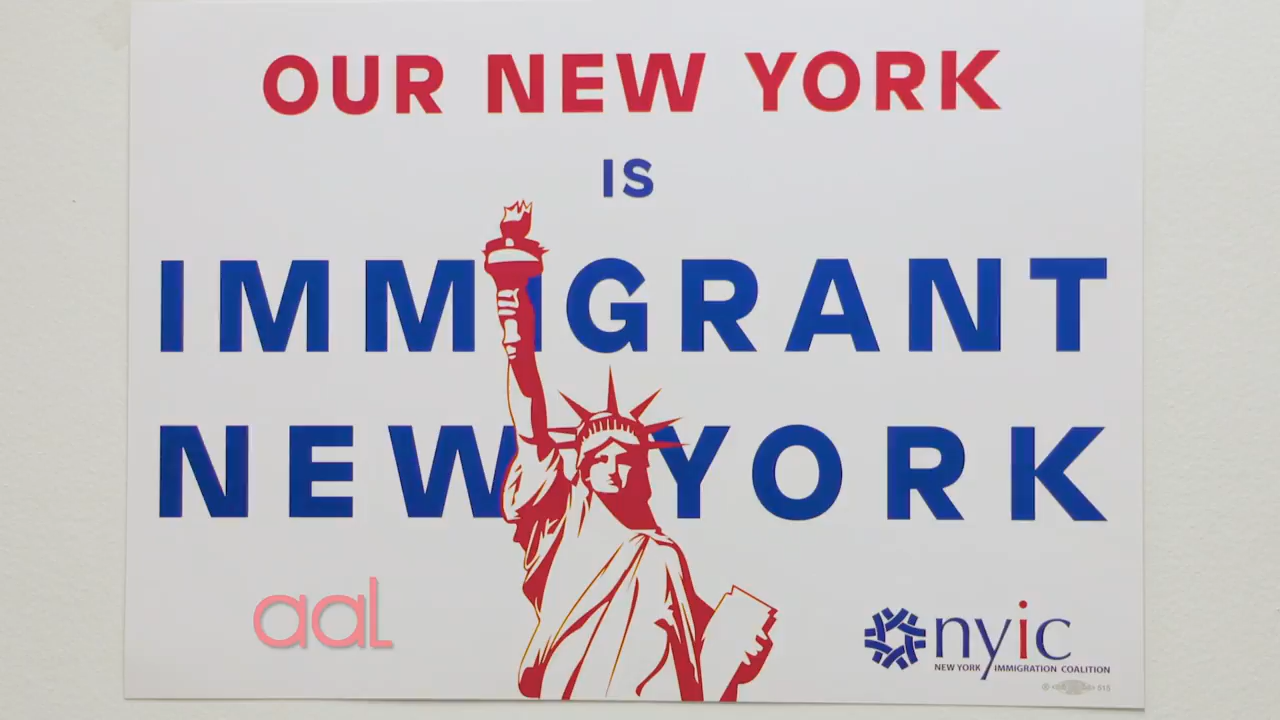 OUR NEW YORK
IS
IMMIGRANT
NEW YORK
aal
nyic
NEW YORK IMMIGRATION COALITION